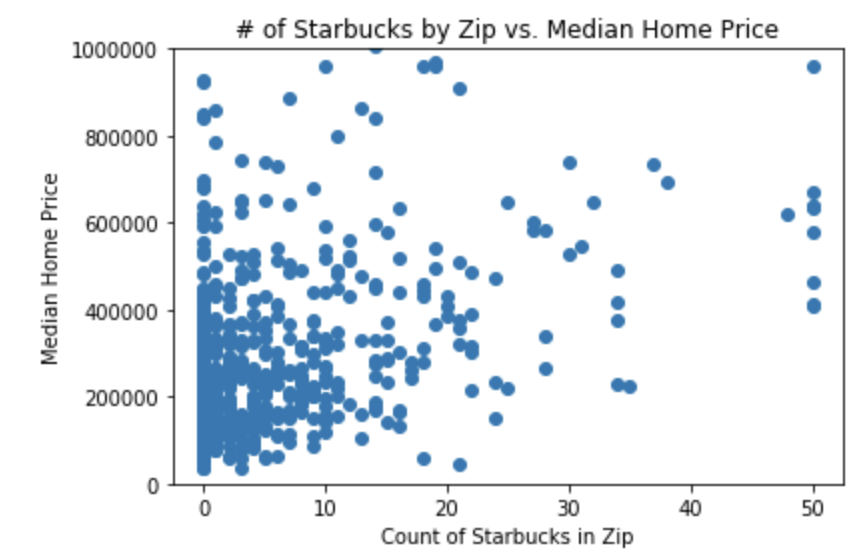 # of Starbucks by Zip vs. Median Home Price
1000000
800000
600000
400000
200000
0
Median Home Price
0 10 20 30 40 50
Count of Starbucks in Zip